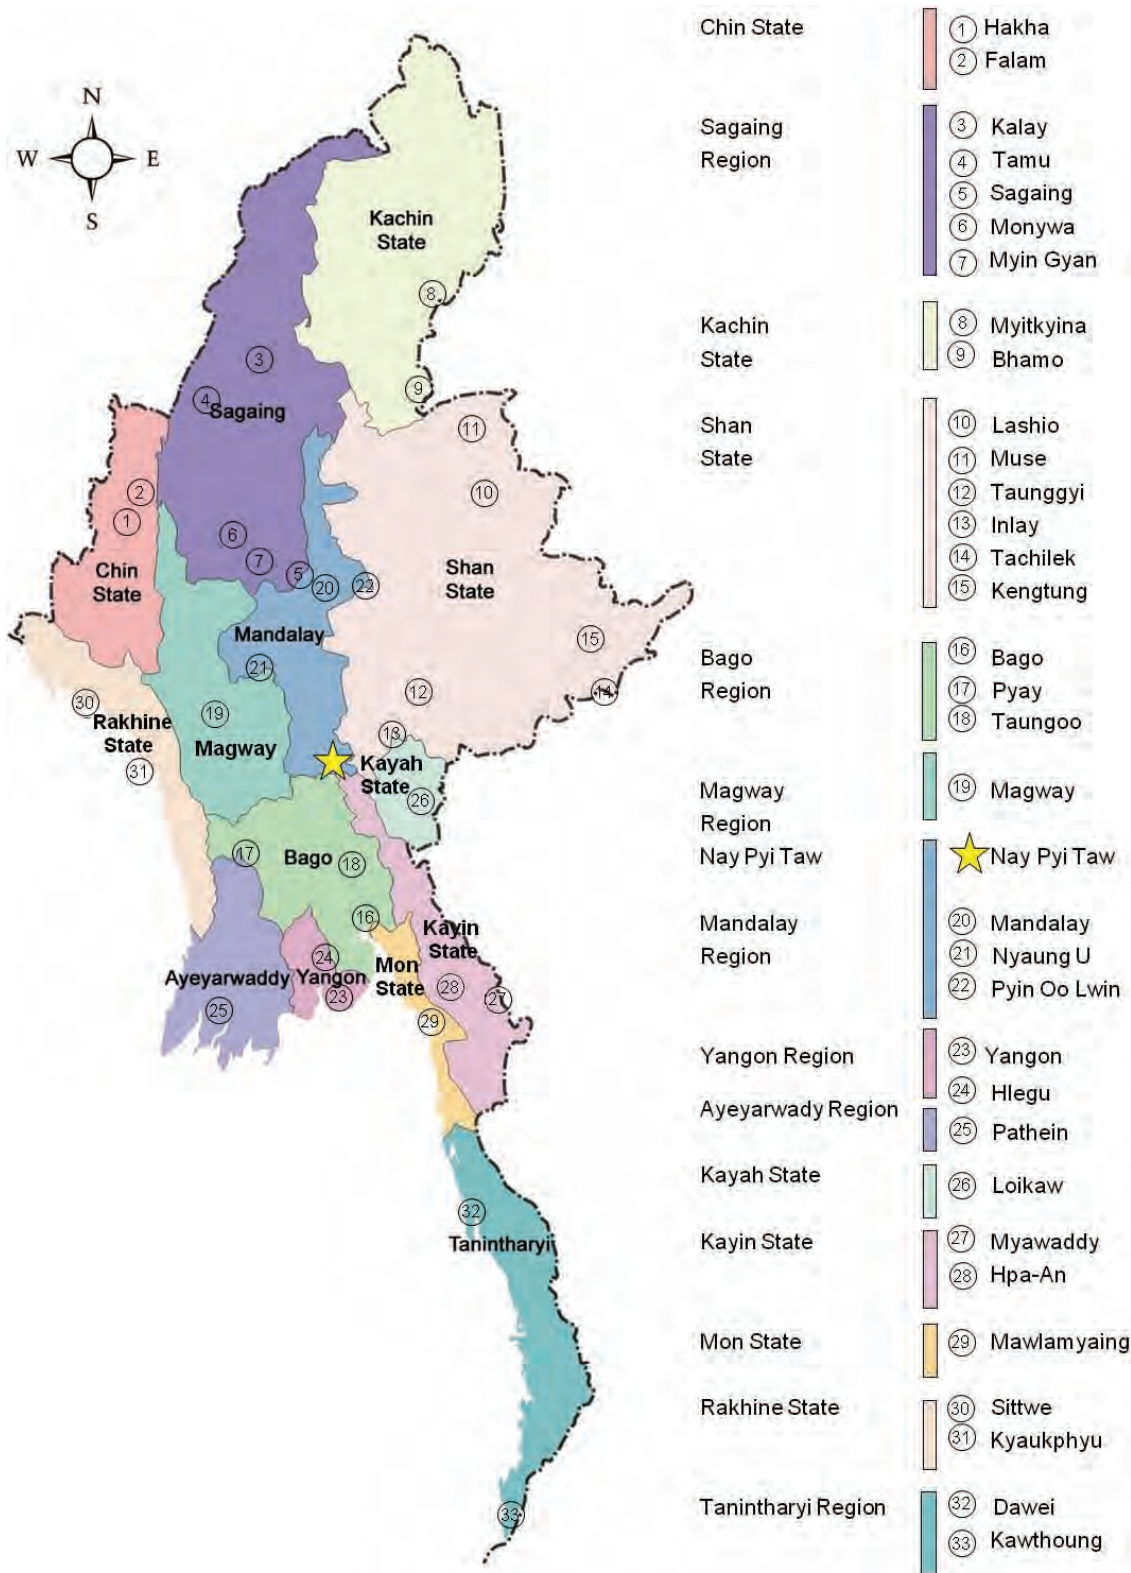 N
W E
S
Kachin
State
8
3
9
4
Sagaing
11
2
10
1
6
7
5
20
22
Chin
State
Shan
State
Mandalay
15
21
12
14
30
19
Rakhine
State
13
Magway
Kayah
State
31
26
17
Bago
18
16
Kayin
State
24
Ayeyarwaddy
Yangon
Mon
State
28
27
23
25
29
32
Tanintharyi
33
Chin State
1 Hakha
2 Falam
Sagaing
Region
3 Kalay
4 Tamu
5 Sagaing
6 Monywa
7 Myin Gyan
Kachin
State
8 Myitkyina
9 Bhamo
Shan
State
10 Lashio
11 Muse
12 Taunggyi
13 Inlay
14 Tachilek
15 Kengtung
Bago
Region
16 Bago
17 Pyay
18 Taungoo
Magway
Region
19 Magway
Nay Pyi Taw
Nay Pyi Taw
Mandalay
Region
20 Mandalay
21 Nyaung U
22 Pyin Oo Lwin
Yangon Region
23 Yangon
24 Hlegu
Ayeyarwady Region
25 Pathein
Kayah State
26 Loikaw
Kayin State
27 Myawaddy
28 Hpa-An
Mon State
29 Mawlamyaing
Rakhine State
30 Sittwe
31 Kyaukphyu
Tanintharyi Region
32 Dawei
33 Kawthoung